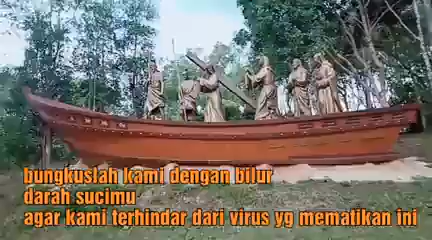 bungkuslah kami dengan bilur
darah sucimu
agar kami terhindar dari virus yg mematikan ini